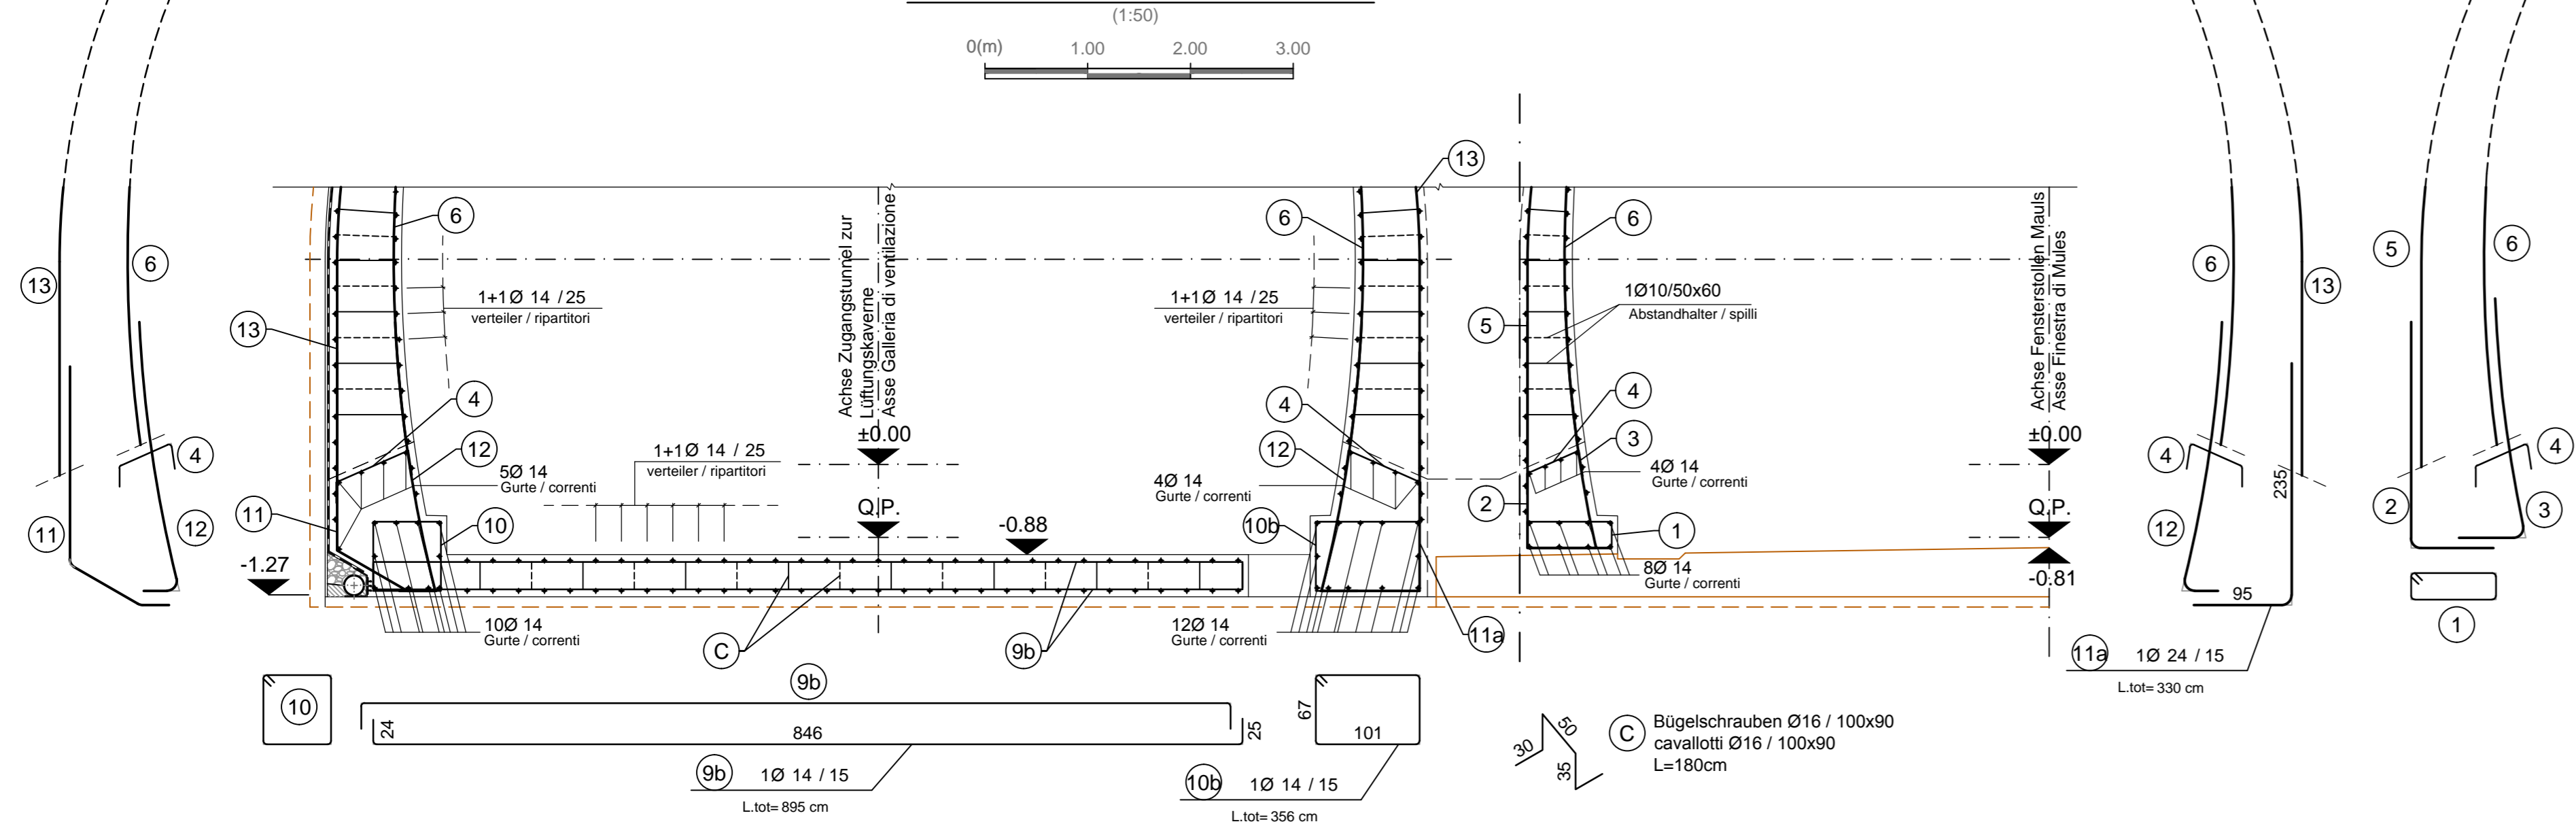 (1:50)
0(m) 1.00 2.00 3.00
13
6
13
4
11
12
13
6
1+1Ø 14 /25
verteiler / ripartitori
4
12
5Ø 14
Gurte / correnti
11
10
-1.27
10Ø 14
Gurte / correnti
1+1Ø 14 / 25
verteiler / ripartitori
Achse Zugangstunnel zur
Lüftungskaverne
Asse Galleria di ventilazione
±0.00
Q.P.
-0.88
C
9b
13
6
1+1Ø 14 /25
verteiler / ripartitori
4
12
4Ø 14
Gurte / correnti
10b
12Ø 14
Gurte / correnti
11a
6
5
1Ø10/50x60
Abstandhalter / spilli
4
3
4Ø 14
Gurte / correnti
2
1
8Ø 14
Gurte / correnti
Achse Fensterstollen Mauls
Asse Finestra di Mules
±0.00
Q.P.
-0.81
6
13
4
12
235
95
11a 1Ø 24 / 15
L.tot= 330 cm
5
6
4
2
3
1
10
9b
24
846
25
9b 1Ø 14 / 15
L.tot= 895 cm
67
101
10b 1Ø 14 / 15
L.tot= 356 cm
30
50
35
C
Bügelschrauben Ø16 / 100x90
cavallotti Ø16 / 100x90
L=180cm